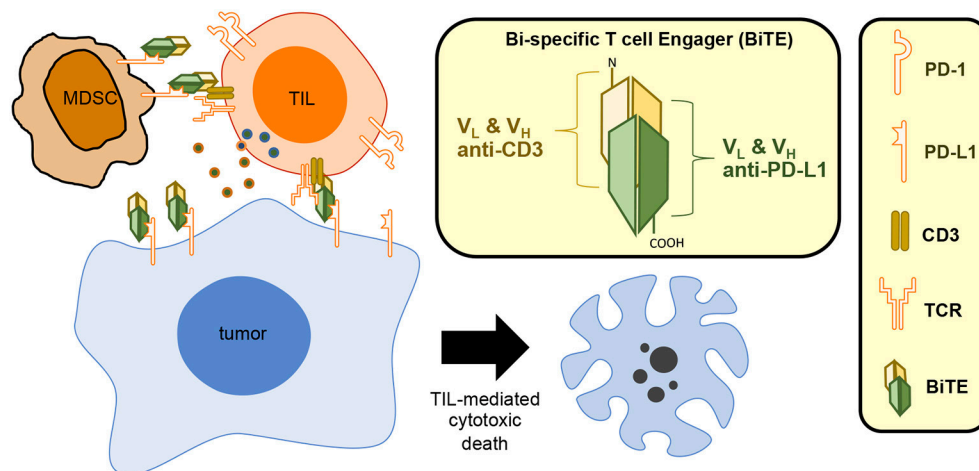 MDSC
TIL
tumor
TIL-mediated
cytotoxic
death
Bi-specific T cell Engager (BiTE)
N
VL & VH
anti-CD3
VL & VH
anti-PD-L1
COOH
PD-1
PD-L1
CD3
TCR
BiTE